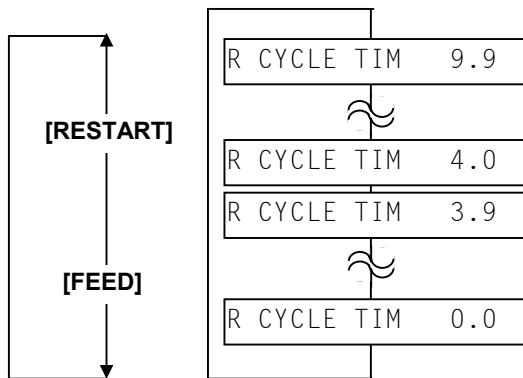 R CYCLE TIM 9.9
[RESTART]
R CYCLE TIM 4.0
R CYCLE TIM 3.9
[FEED]
R CYCLE TIM 0.0